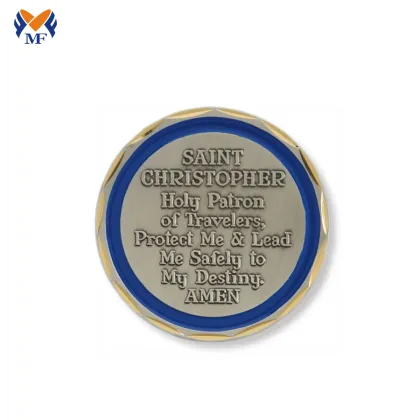 MF
SAINT
CHRISTOPHER
Holy Patron
of Travelers,
Protect Me & Lead
Me Safely to
My Destiny.
AMEN